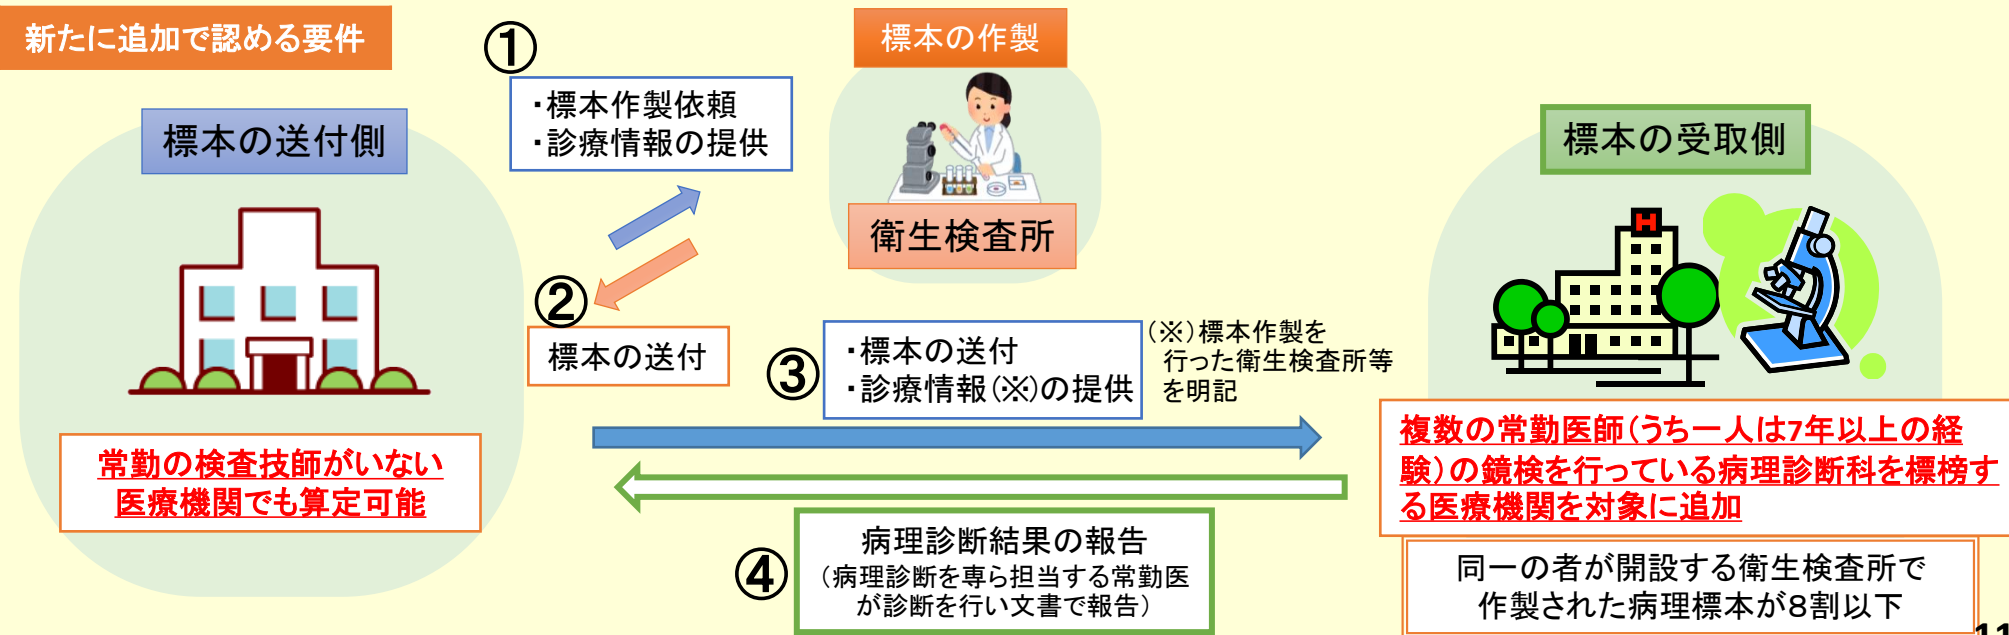 新たに追加で認める要件
①
・標本作製依頼
・診療情報の提供
標本の作製
衛生検査所
標本の送付側
標本の受取側
H
②
標本の送付
③
・標本の送付
・診療情報(※)の提供
(※)標本作製を
行った衛生検査所等
を明記
常勤の検査技師がいない
医療機関でも算定可能
複数の常勤医師(うち一人は7年以上の経
験)の鏡検を行っている病理診断科を標榜す
る医療機関を対象に追加
④
病理診断結果の報告
(病理診断を専ら担当する常勤医
が診断を行い文書で報告)
同一の者が開設する衛生検査所で
作製された病理標本が8割以下
11